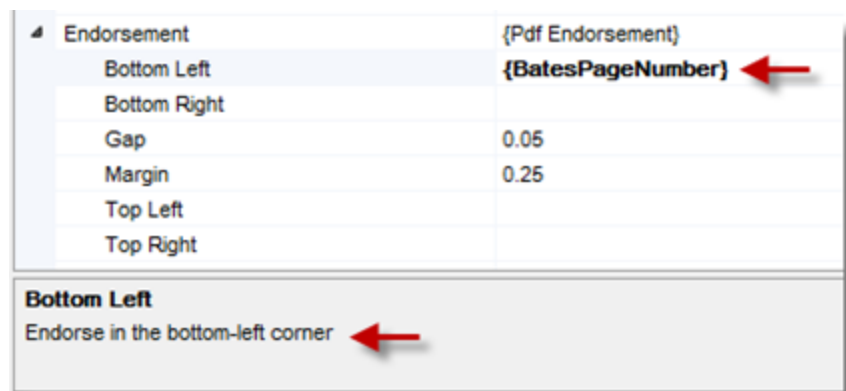 Endorsement {Pdf Endorsement}
Bottom Left {BatesPageNumber}
Bottom Right
Gap 0.05
Margin 0.25
Top Left
Top Right
Bottom Left
Endorse in the bottom-left corner